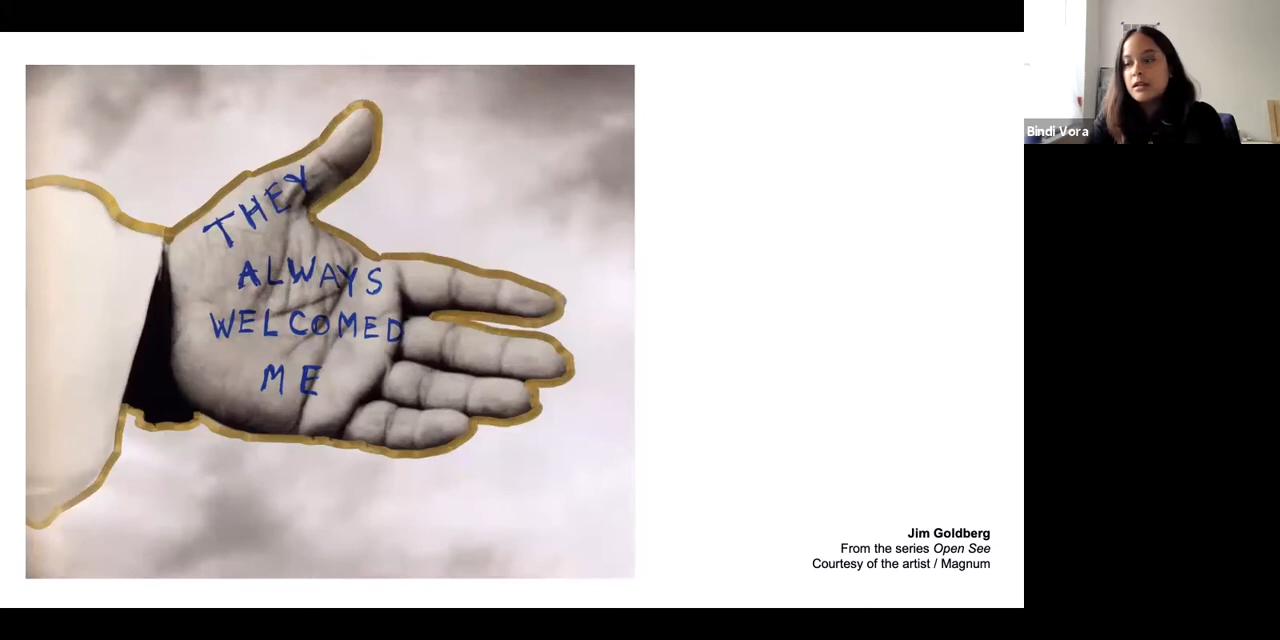 THEY
ALWAYS
WELCOMED
ME
Jim Goldberg
From the series Open See
Courtesy of the artist / Magnum
Bindi Vora